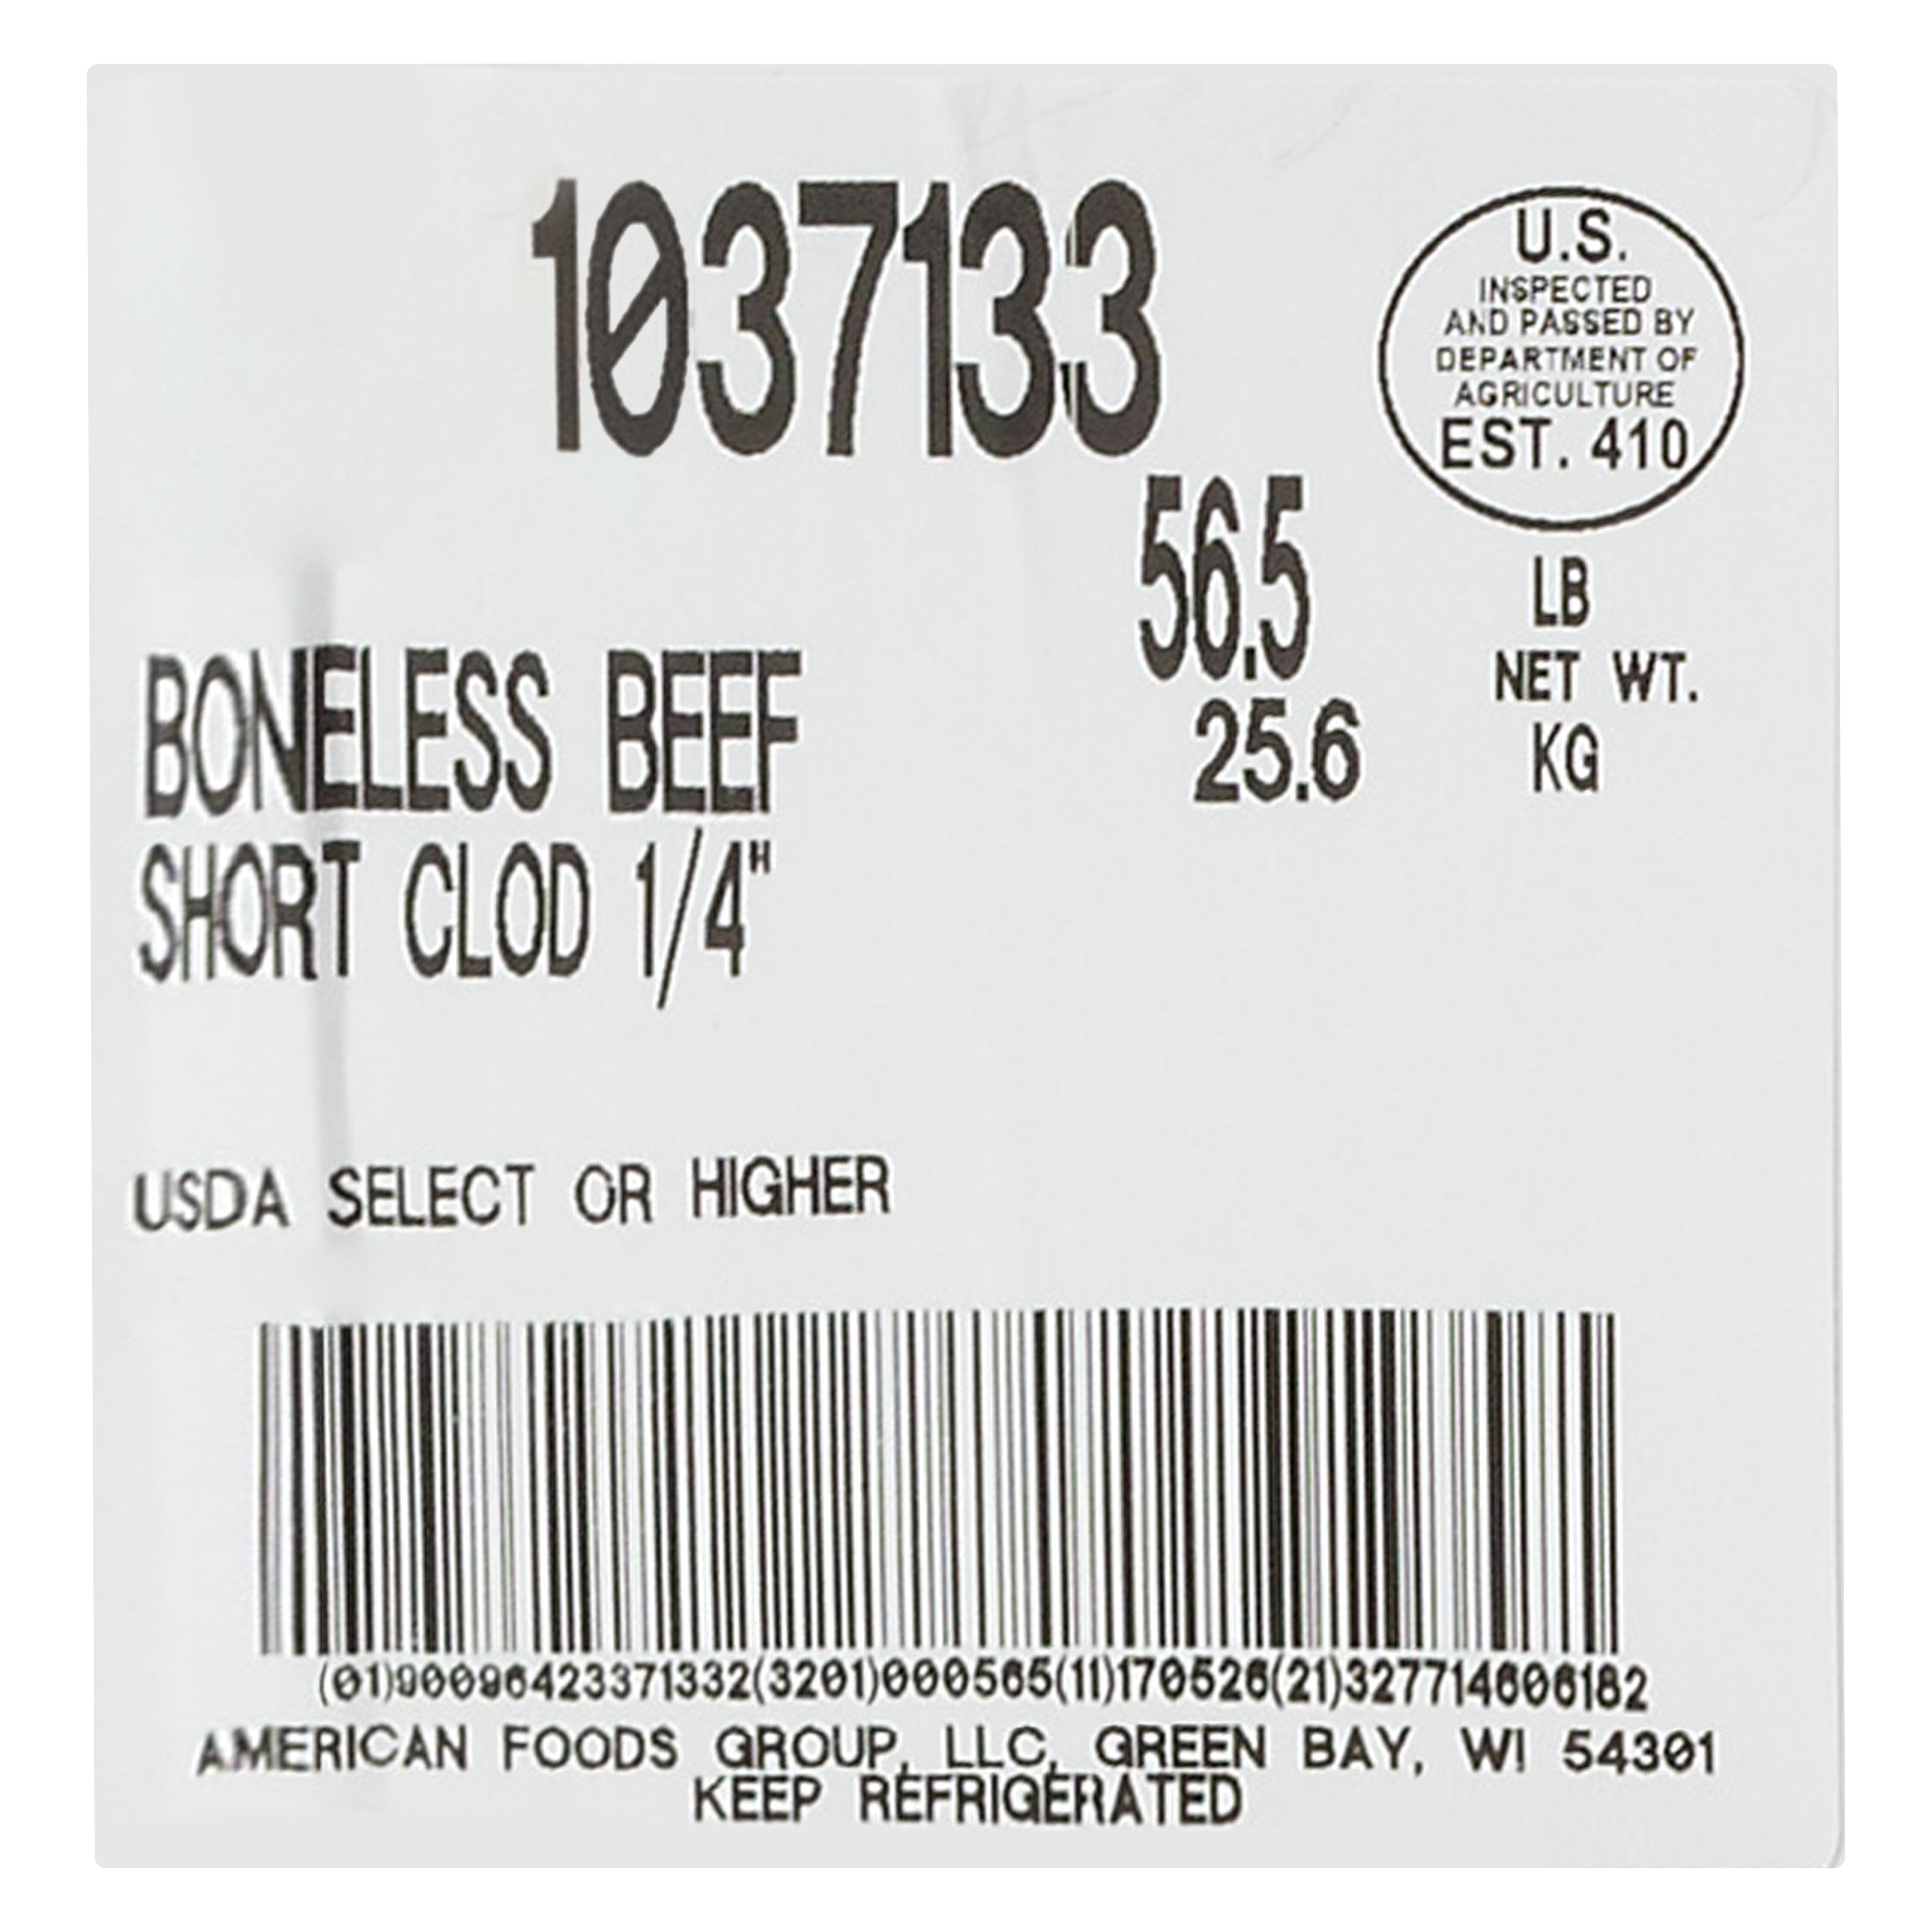 1037133
U.S.
INSPECTED
AND PASSED BY
DEPARTMENT OF
AGRICULTURE
EST. 410
56.5 LB
NET WT.
25.6 KG
BONELESS BEEF
SHORT CLOD 1/4"
USDA SELECT OR HIGHER
(01)90096423371332(3201)000565(11)170526(21)327714606182
AMERICAN FOODS GROUP, LLC, GREEN BAY, WI 54301
KEEP REFRIGERATED